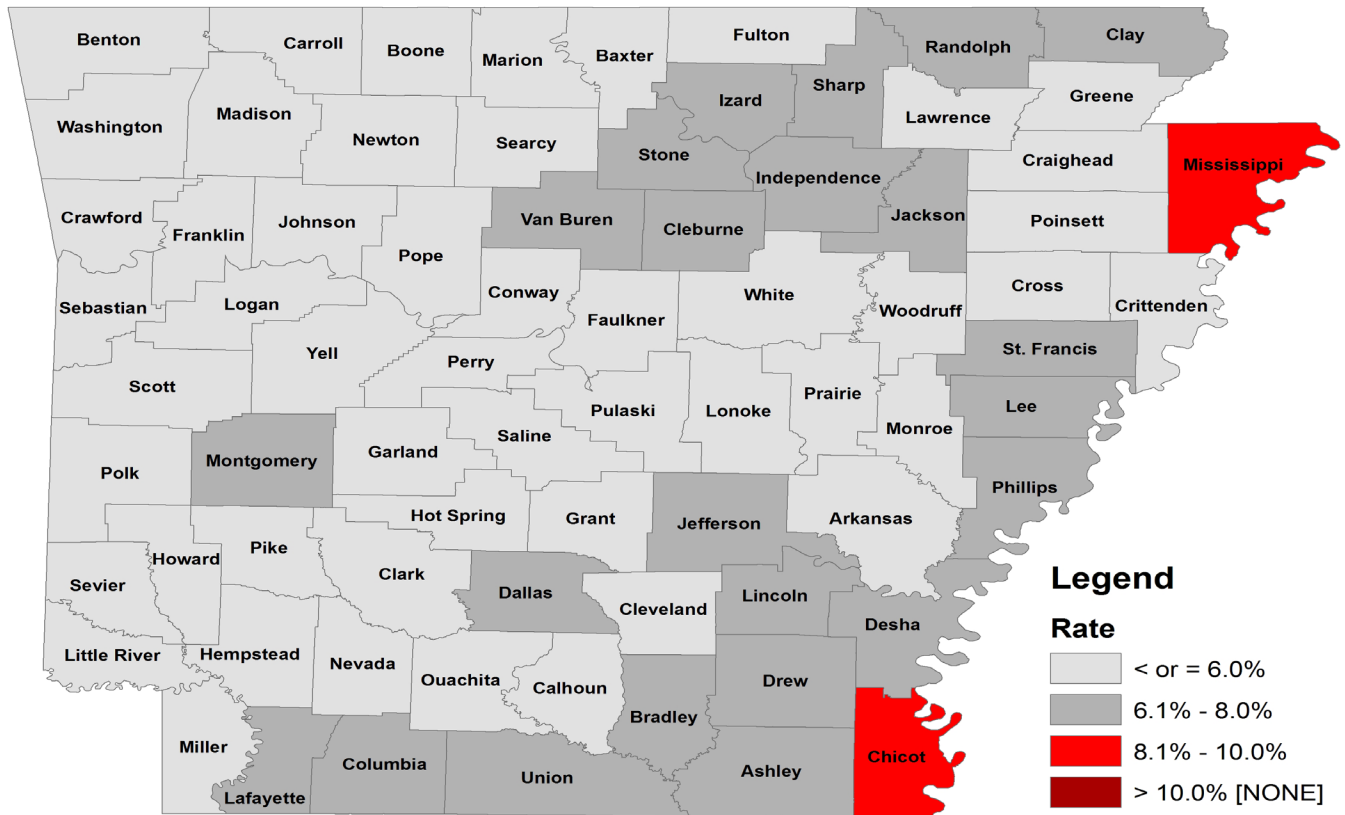 Benton
Carroll
Boone
Marion
Baxter
Fulton
Randolph
Clay
Sharp
Izard
Greene
Lawrence
Washington
Madison
Newton
Searcy
Stone
Independence
Craighead
Mississippi
Crawford
Franklin
Johnson
Pope
Van Buren
Cleburne
Jackson
Poinsett
Sebastian
Logan
Conway
Faulkner
White
Woodruff
Cross
Crittenden
Scott
Yell
Perry
Pulaski
Lonoke
Prairie
Monroe
St. Francis
Lee
Polk
Montgomery
Garland
Saline
Phillips
Hot Spring
Grant
Jefferson
Arkansas
Sevier
Howard
Pike
Clark
Dallas
Cleveland
Lincoln
Desha
Little River
Hempstead
Nevada
Ouachita
Calhoun
Bradley
Drew
Miller
Lafayette
Columbia
Union
Ashley
Chicot
Legend
Rate
< or = 6.0%
6.1% - 8.0%
8.1% - 10.0%
> 10.0% [NONE]